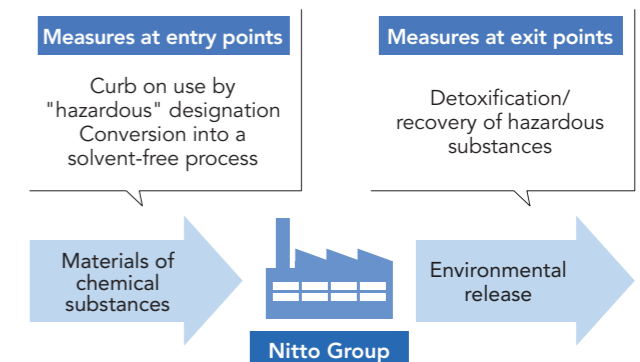 Measures at entry points
Curb on use by
"hazardous" designation
Conversion into a
solvent-free process
Measures at exit points
Detoxification/
recovery of hazardous
substances
Materials of
chemical
substances
Nitto Group
Environmental
release